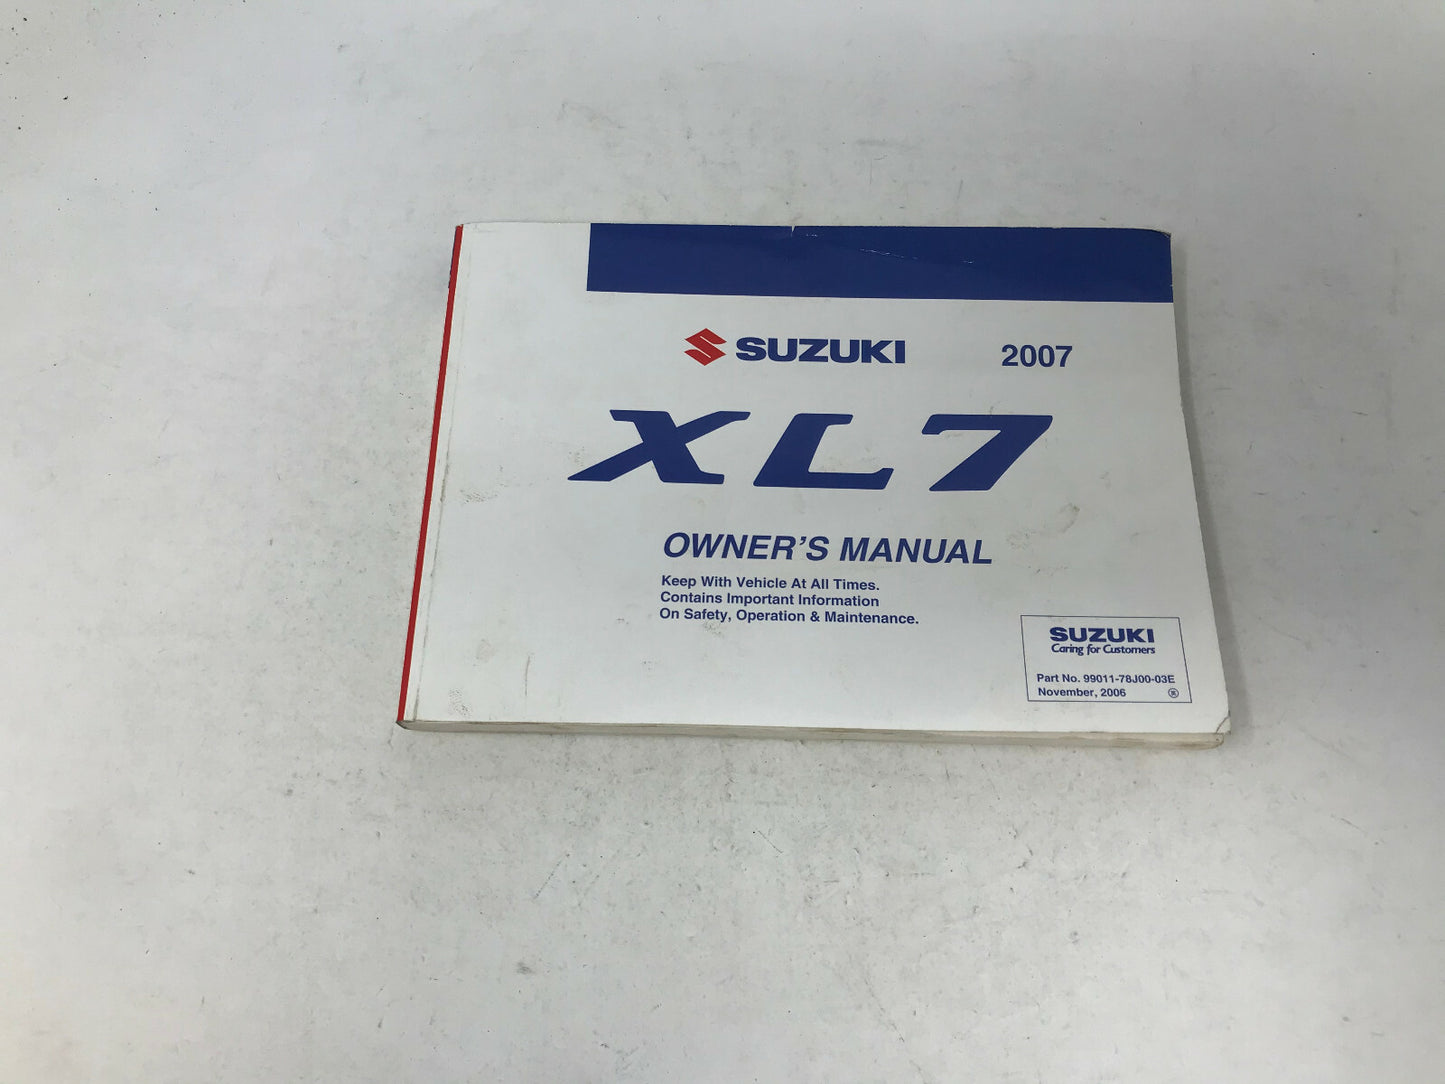 SUZUKI 2007
XL7
OWNER'S MANUAL
Keep With Vehicle At All Times.
Contains Important Information
On Safety, Operation & Maintenance.
SUZUKI
Caring for Customers
Part No. 99011-78J00-03E
November, 2006